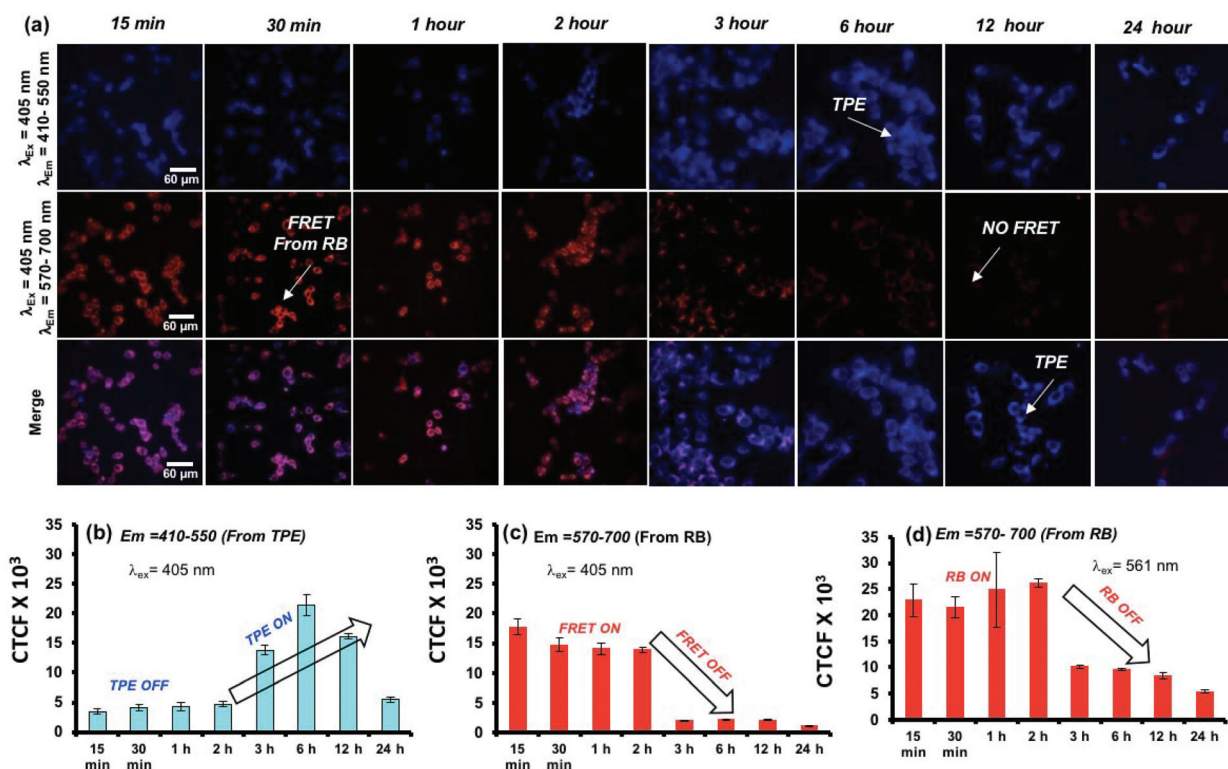 (a)
15 min 30 min 1 hour 2 hour 3 hour 6 hour 12 hour 24 hour
λEx = 405 nm
λEm = 410- 550 nm
TPE
60 µm
λEx = 405 nm
λEm = 570- 700 nm
FRET
From RB
NO FRET
60 µm
Merge
TPE
60 µm
(b) Em =410-550 (From TPE)
λex= 405 nm
CTCF X 10³
35
30
25
20
15
10
5
0
TPE OFF
TPE ON
15 min 30 min 1 h 2 h 3 h 6 h 12 h 24 h
(c) Em =570-700 (From RB)
λex= 405 nm
CTCF X 10³
35
30
25
20
15
10
5
0
FRET ON
FRET OFF
15 min 30 min 1 h 2 h 3 h 6 h 12 h 24 h
(d) Em =570- 700 (From RB)
λex= 561 nm
CTCF X 10³
35
30
25
20
15
10
5
0
RB ON
RB OFF
15 min 30 min 1 h 2 h 3 h 6 h 12 h 24 h